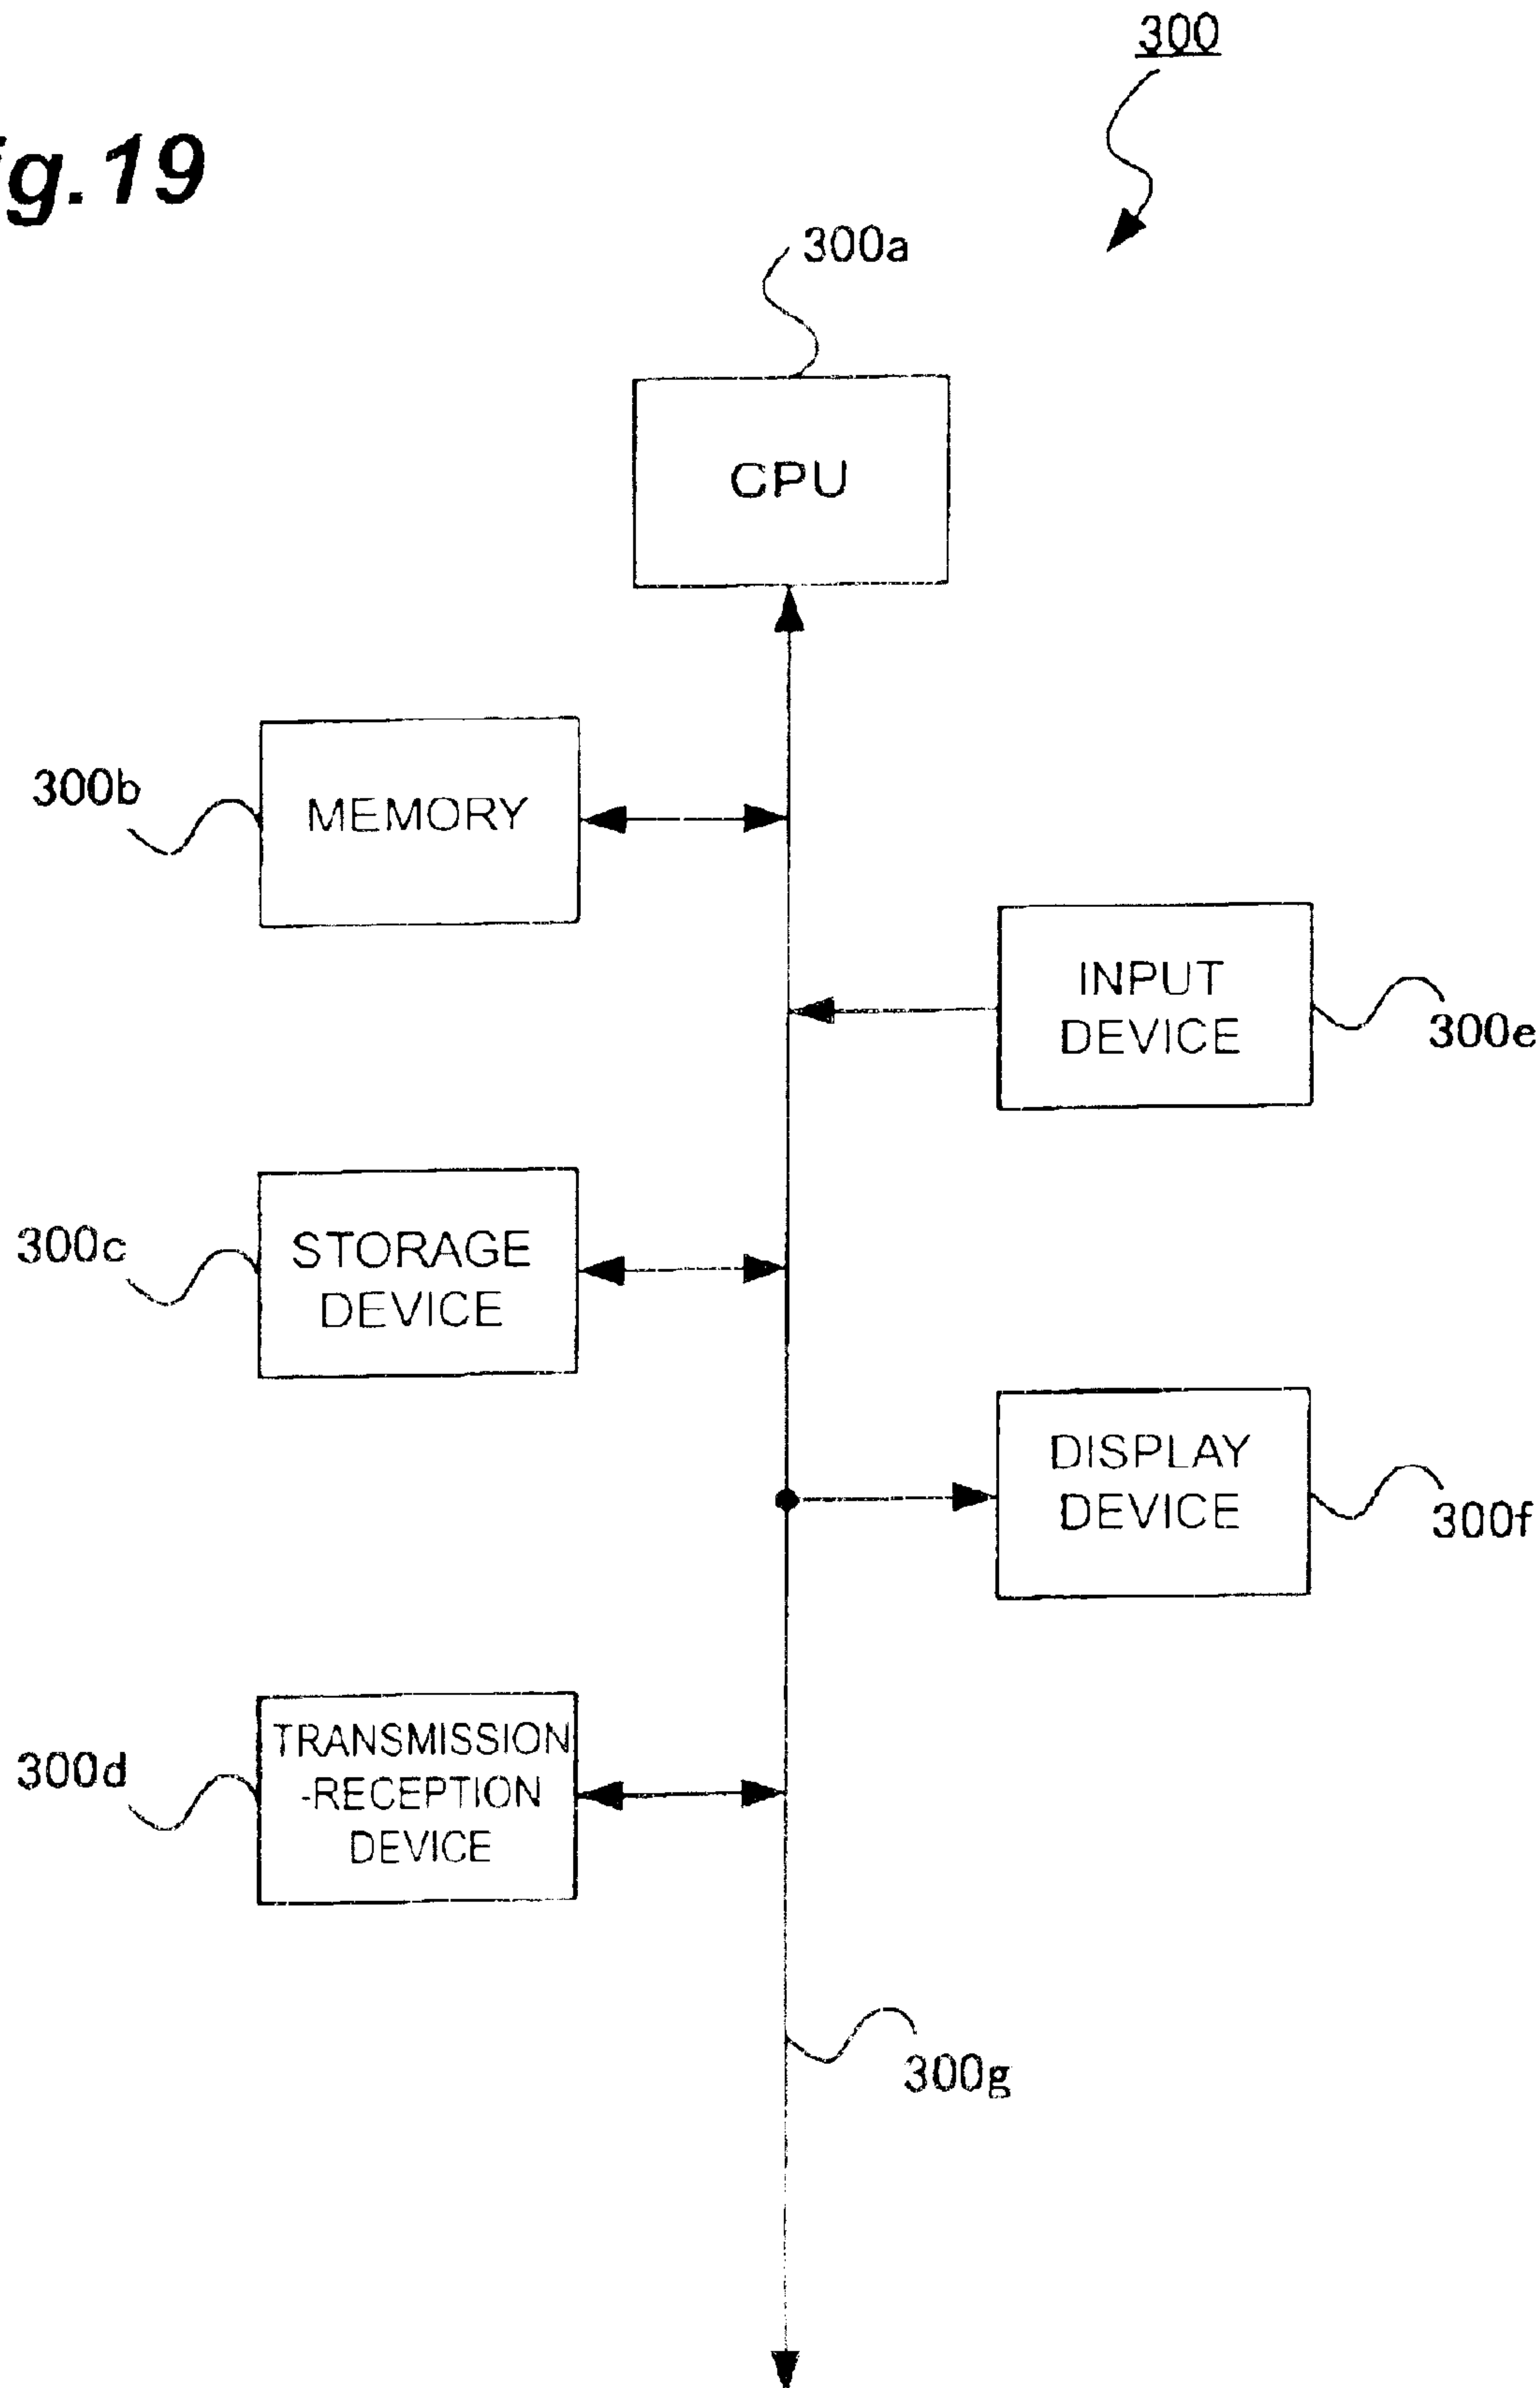 300
ig.19
300a
CPU
300b
MEMORY
INPUT
DEVICE
300e
300c
STORAGE
DEVICE
DISPLAY
DEVICE
300f
300d
TRANSMISSION
-RECEPTION
DEVICE
300g